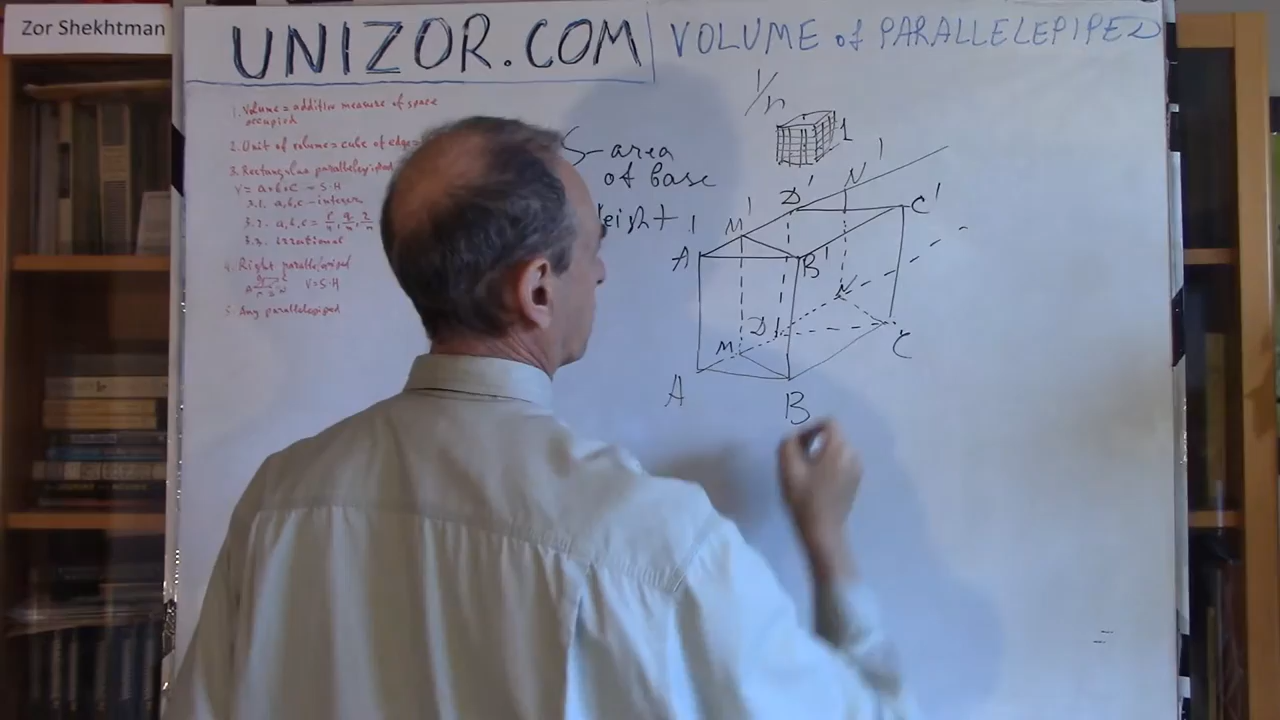 Zor Shekhtman
UNIZOR.COM
VOLUME of PARALLELEPIPED
1. Volume = additive measure of space
occupied
2. Unit of volume = cube of edge =
3. Rectangular parallelepiped
V = a•b•c = S•H
3.1. a,b,c - integer
3.2. a,b,c =
3.3. irrational
4. Right parallelepiped
V = S•H
5. Any parallelepiped
S - area
of base
1/n
1
A
M'
D'
N'
C'
B'
A
M
D
N
C
B